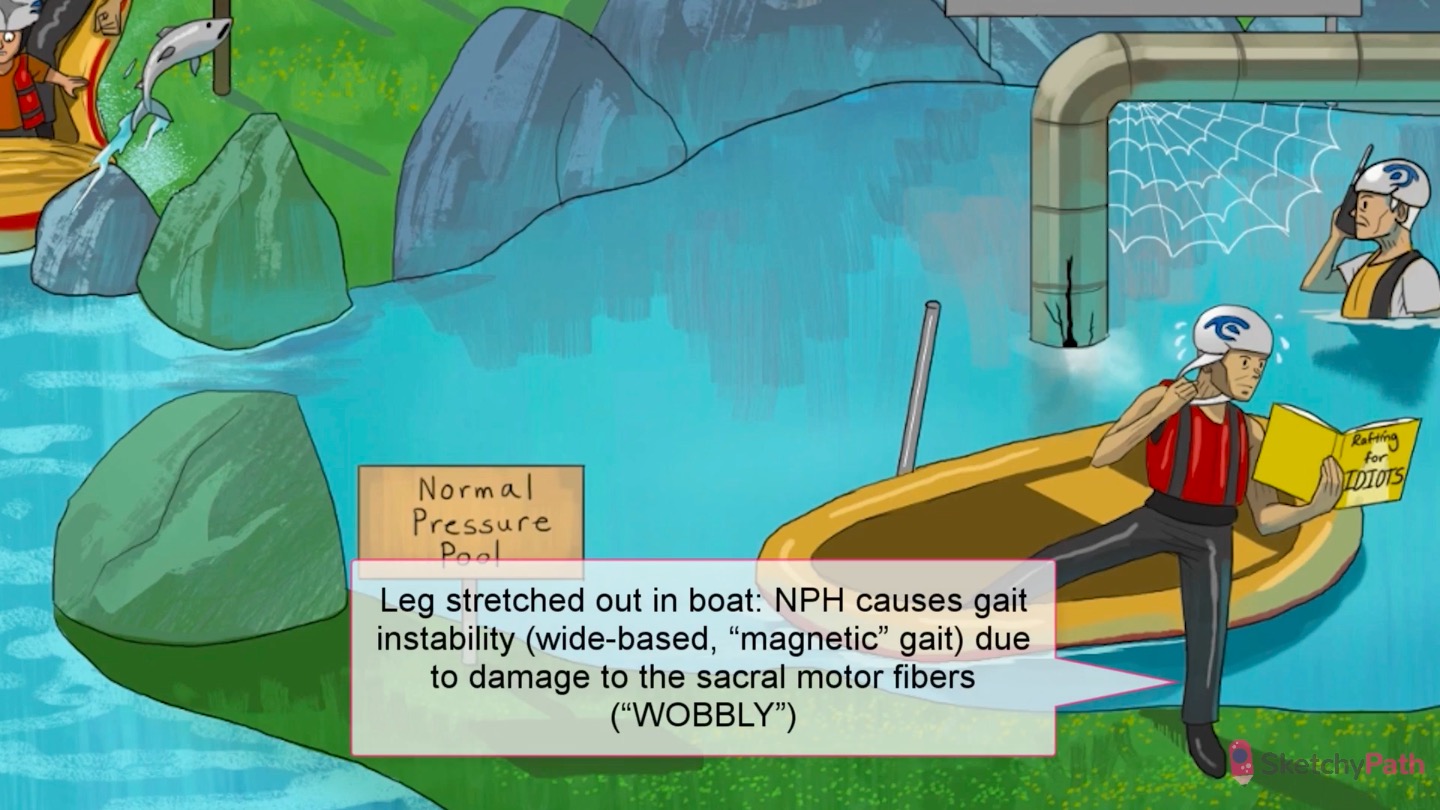 Rafting
for
IDIOTS
Normal
Pressure
Pool
Leg stretched out in boat: NPH causes gait
instability (wide-based, “magnetic” gait) due
to damage to the sacral motor fibers
(“WOBBLY”)
SketchyPath